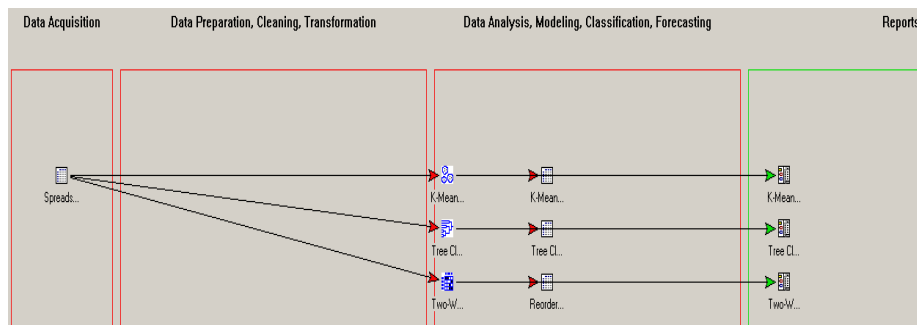 Data Acquisition
Data Preparation, Cleaning, Transformation
Data Analysis, Modeling, Classification, Forecasting
Reports
Spreads...
K-Mean...
K-Mean...
K-Mean...
Tree Cl...
Tree Cl...
Tree Cl...
Two-W...
Reorder...
Two-W...